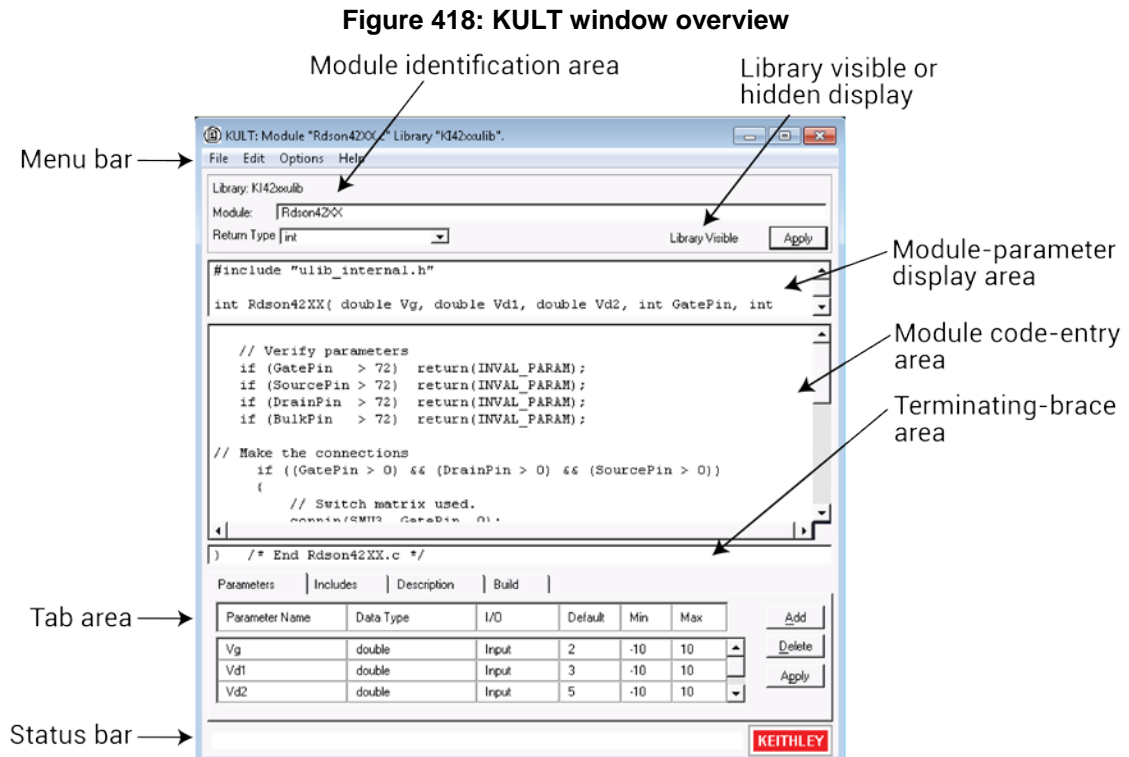 Figure 418: KULT window overview
Module identification area
Library visible or
hidden display
KULT: Module "Rdson42XX.c" Library "KI42xxulib".
Menu bar
File Edit Options Help
Library: KI42xxulib
Module: Rdson42XX
Return Type int
Library Visible
Apply
Module-parameter
display area
#include "ulib_internal.h"
int Rdson42XX( double Vg, double Vd1, double Vd2, int GatePin, int
Module code-entry
area
// Verify parameters
if (GatePin > 72) return(INVAL_PARAM);
if (SourcePin > 72) return(INVAL_PARAM);
if (DrainPin > 72) return(INVAL_PARAM);
if (BulkPin > 72) return(INVAL_PARAM);
Terminating-brace
area
// Make the connections
if ((GatePin > 0) && (DrainPin > 0) && (SourcePin > 0))
{
// Switch matrix used.
conpin(SMU3, GatePin, 0);
} /* End Rdson42XX.c */
Parameters Includes Description Build
Tab area
Parameter Name Data Type I/O Default Min Max
Add
Vg double Input 2 -10 10
Delete
Vd1 double Input 3 -10 10
Apply
Vd2 double Input 5 -10 10
Status bar
KEITHLEY